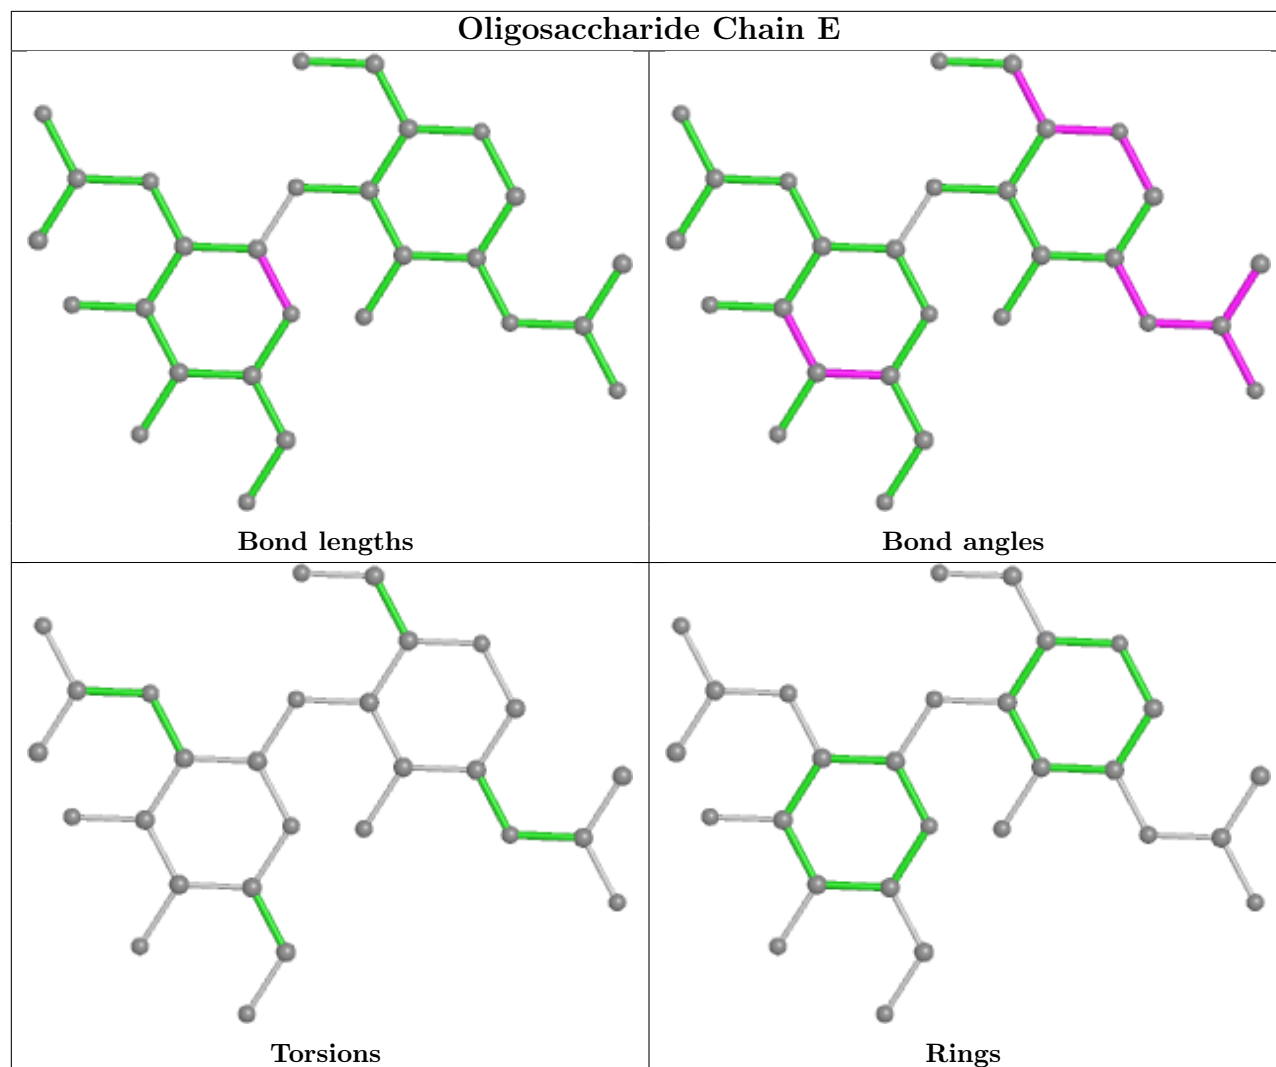 Oligosaccharide Chain E
Bond lengths
Bond angles
Torsions
Rings